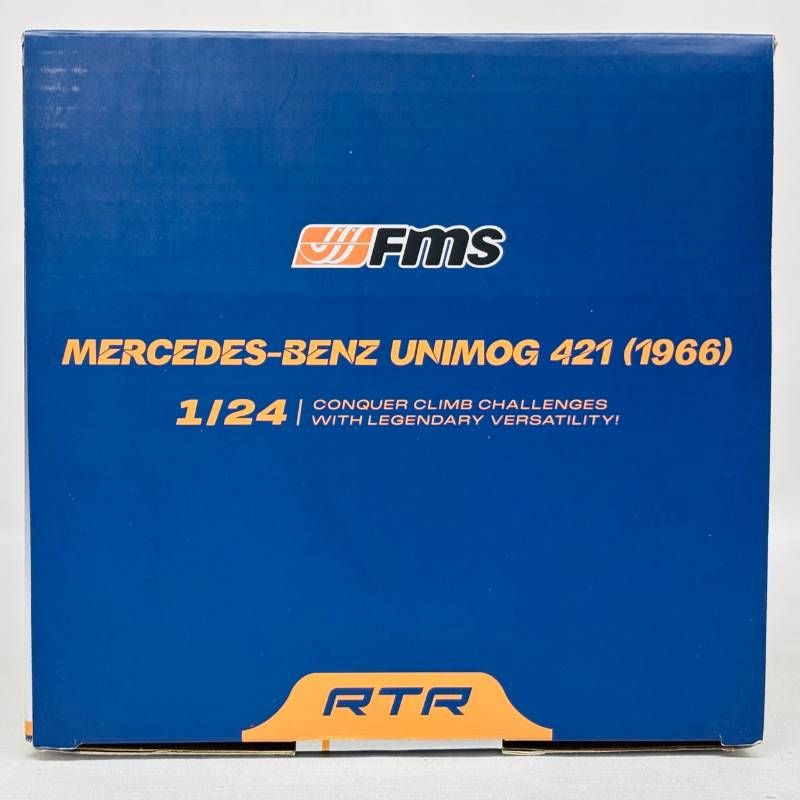 FMS
MERCEDES-BENZ UNIMOG 421 (1966)
1/24 | CONQUER CLIMB CHALLENGES
WITH LEGENDARY VERSATILITY!
RTR